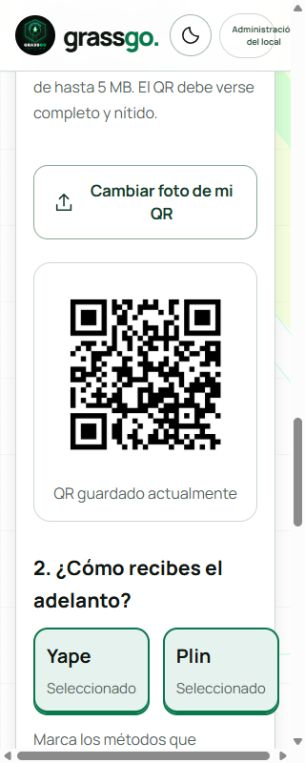 grassgo.
Administració
del local
de hasta 5 MB. El QR debe verse
completo y nítido.
Cambiar foto de mi
QR
QR guardado actualmente
2. ¿Cómo recibes el
adelanto?
Yape
Plin
Seleccionado
Seleccionado
Marca los métodos que